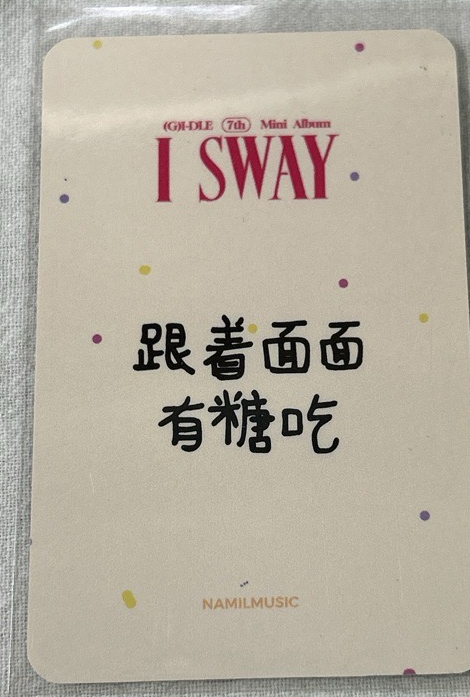 (G)I-DLE 7th Mini Album
I SWAY
跟着面面
有糖吃
NAMILMUSIC